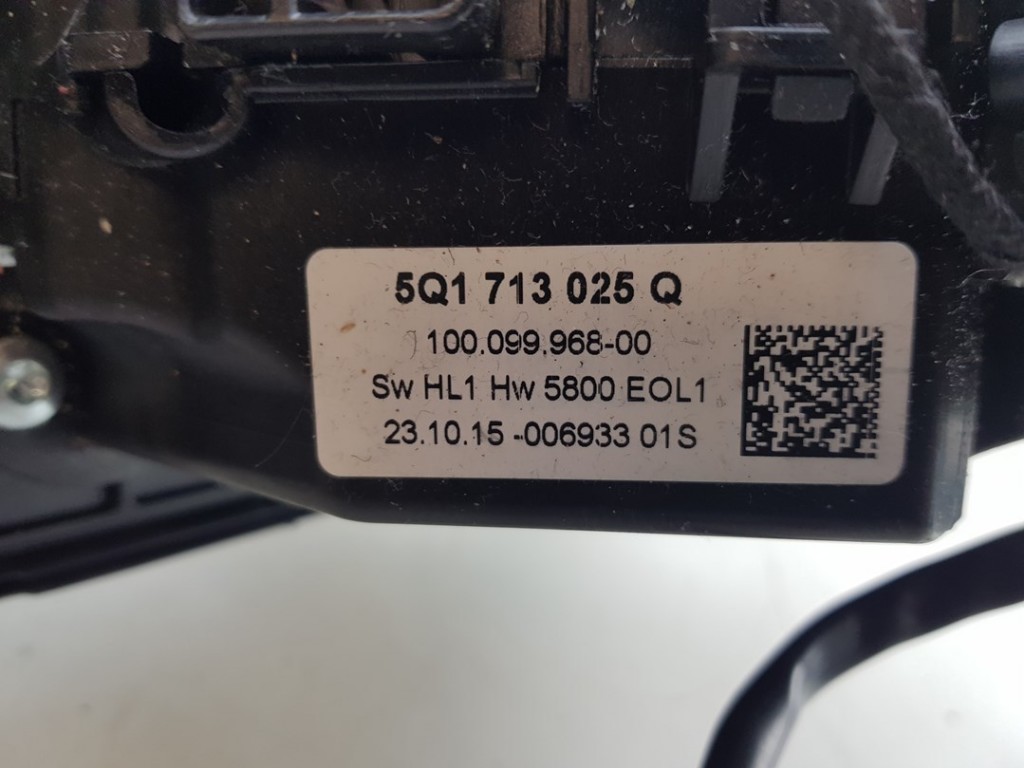 5Q1 713 025 Q
100.099.968-00
Sw HL1 Hw 5800 EOL1
23.10.15 -006933 01S